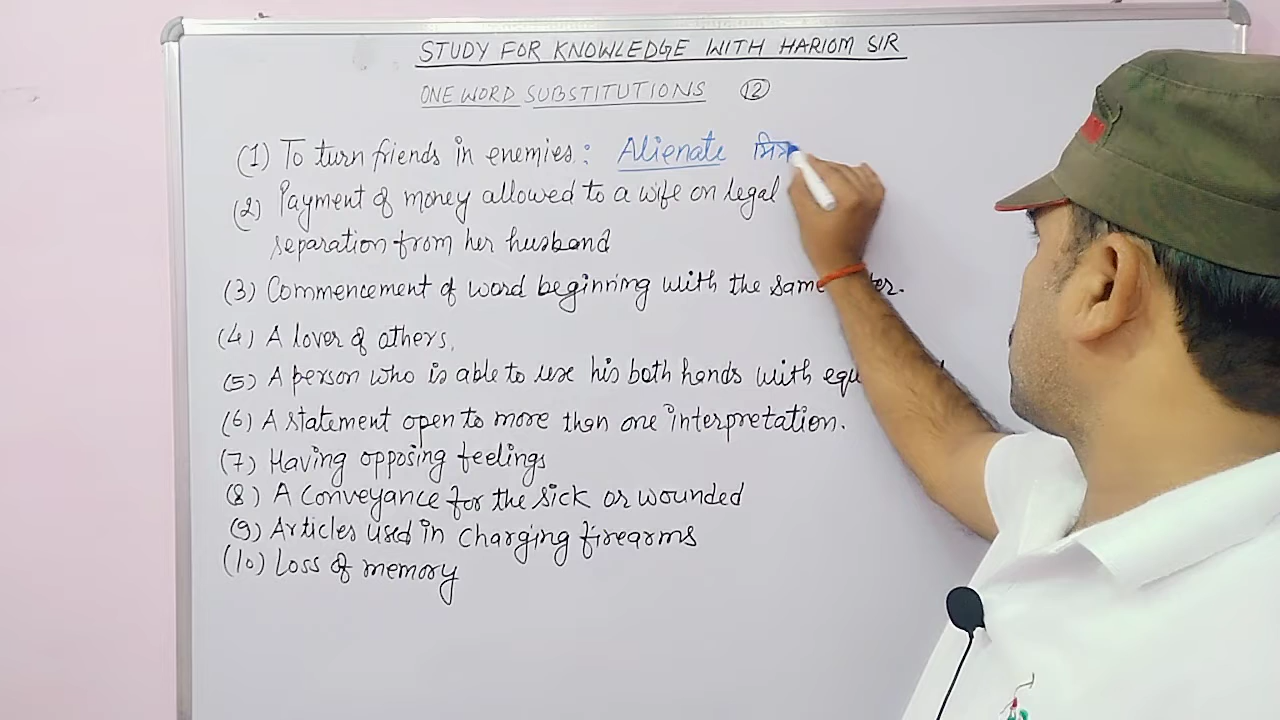 STUDY FOR KNOWLEDGE WITH HARIOM SIR
ONE WORD SUBSTITUTIONS 12
(1) To turn friends in enemies : Alienate मित्र
(2) Payment of money allowed to a wife on legal
separation from her husband
(3) Commencement of word beginning with the same
(4) A lover of others.
(5) A person who is able to use his both hands with
(6) A statement open to more than one interpretation.
(7) Having opposing feelings
(8) A conveyance for the sick or wounded
(9) Articles used in charging firearms
(10) Loss of memory